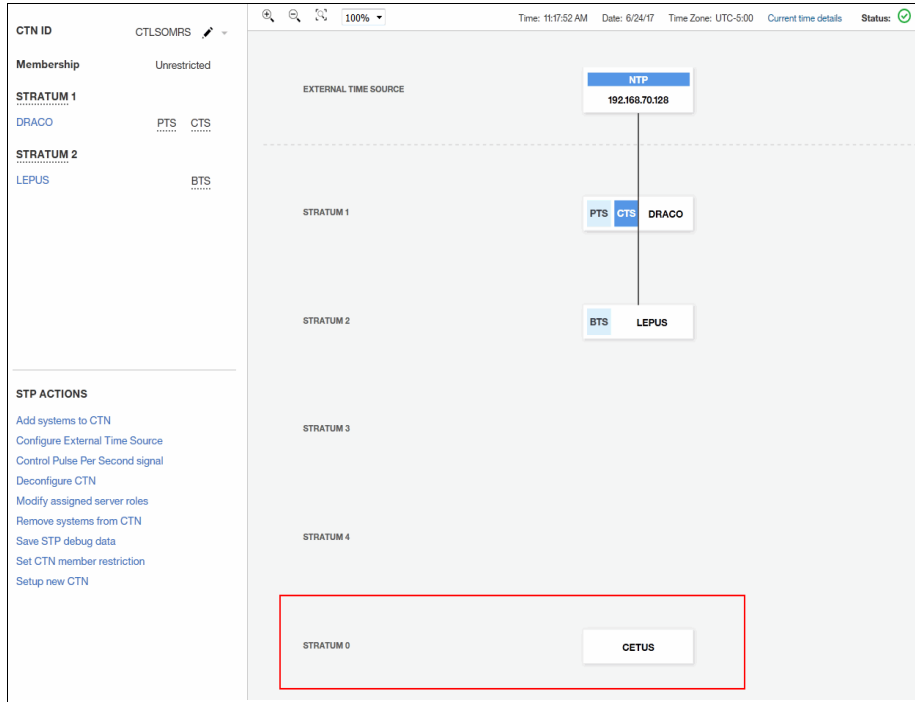 100%
Time: 11:17:52 AM Date: 6/24/17 Time Zone: UTC-5:00 Current time details Status:
CTN ID CTLSOMRS
Membership Unrestricted
STRATUM 1
DRACO PTS CTS
STRATUM 2
LEPUS BTS
STP ACTIONS
Add systems to CTN
Configure External Time Source
Control Pulse Per Second signal
Deconfigure CTN
Modify assigned server roles
Remove systems from CTN
Save STP debug data
Set CTN member restriction
Setup new CTN
EXTERNAL TIME SOURCE
NTP
192.168.70.128
STRATUM 1
PTS CTS DRACO
STRATUM 2
BTS LEPUS
STRATUM 3
STRATUM 4
STRATUM 0
CETUS